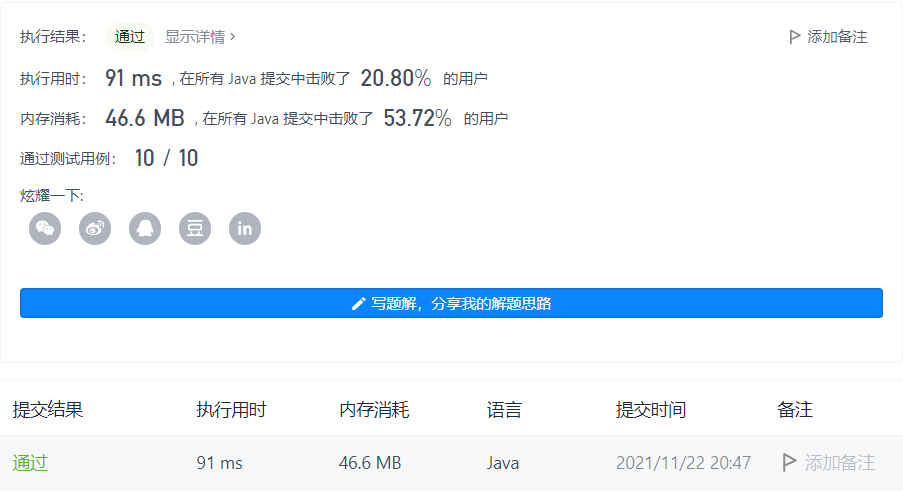 执行结果： 通过 显示详情 > 添加备注
执行用时： 91 ms , 在所有 Java 提交中击败了 20.80% 的用户
内存消耗： 46.6 MB , 在所有 Java 提交中击败了 53.72% 的用户
通过测试用例： 10 / 10
炫耀一下:
豆 in
写题解，分享我的解题思路
提交结果 执行用时 内存消耗 语言 提交时间 备注
通过 91 ms 46.6 MB Java 2021/11/22 20:47 添加备注